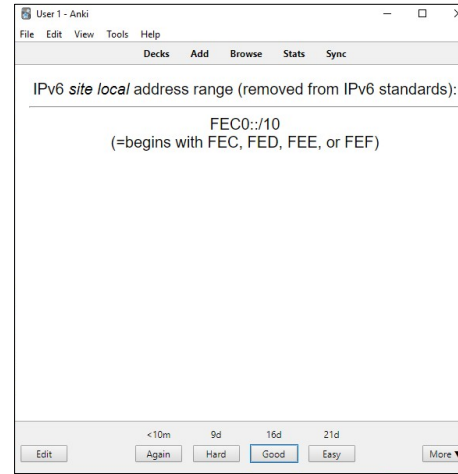 User 1 - Anki
File Edit View Tools Help
Decks Add Browse Stats Sync
IPv6 site local address range (removed from IPv6 standards):
FEC0::/10
(=begins with FEC, FED, FEE, or FEF)
<10m 9d 16d 21d
Edit Again Hard Good Easy More